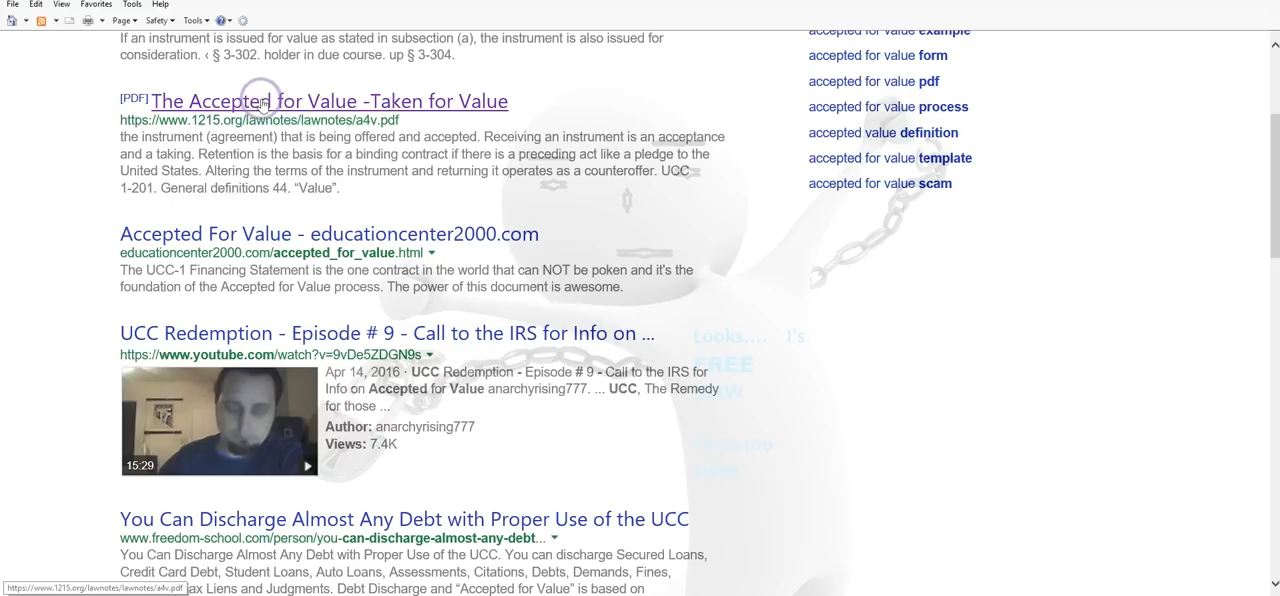 File Edit View Favorites Tools Help
Page Safety Tools
If an instrument is issued for value as stated in subsection (a), the instrument is also issued for
consideration. ‹ § 3-302. holder in due course. up § 3-304.
[PDF] The Accepted for Value -Taken for Value
https://www.1215.org/lawnotes/lawnotes/a4v.pdf
the instrument (agreement) that is being offered and accepted. Receiving an instrument is an acceptance
and a taking. Retention is the basis for a binding contract if there is a preceding act like a pledge to the
United States. Altering the terms of the instrument and returning it operates as a counteroffer. UCC
1-201. General definitions 44. “Value”.
Accepted For Value - educationcenter2000.com
educationcenter2000.com/accepted_for_value.html
The UCC-1 Financing Statement is the one contract in the world that can NOT be poken and it's the
foundation of the Accepted for Value process. The power of this document is awesome.
UCC Redemption - Episode # 9 - Call to the IRS for Info on ...
https://www.youtube.com/watch?v=9vDe5ZDGN9s
Apr 14, 2016 · UCC Redemption - Episode # 9 - Call to the IRS for
Info on Accepted for Value anarchyrising777. ... UCC, The Remedy
for those ...
Author: anarchyrising777
Views: 7.4K
15:29
You Can Discharge Almost Any Debt with Proper Use of the UCC
www.freedom-school.com/person/you-can-discharge-almost-any-debt...
You Can Discharge Almost Any Debt with Proper Use of the UCC. You can discharge Secured Loans,
Credit Card Debt, Student Loans, Auto Loans, Assessments, Citations, Debts, Demands, Fines,
ax Liens and Judgments. Debt Discharge and “Accepted for Value” is based on
https://www.1215.org/lawnotes/lawnotes/a4v.pdf
accepted for value example
accepted for value form
accepted for value pdf
accepted for value process
accepted value definition
accepted for value template
accepted for value scam
Looks.... I's
FREE